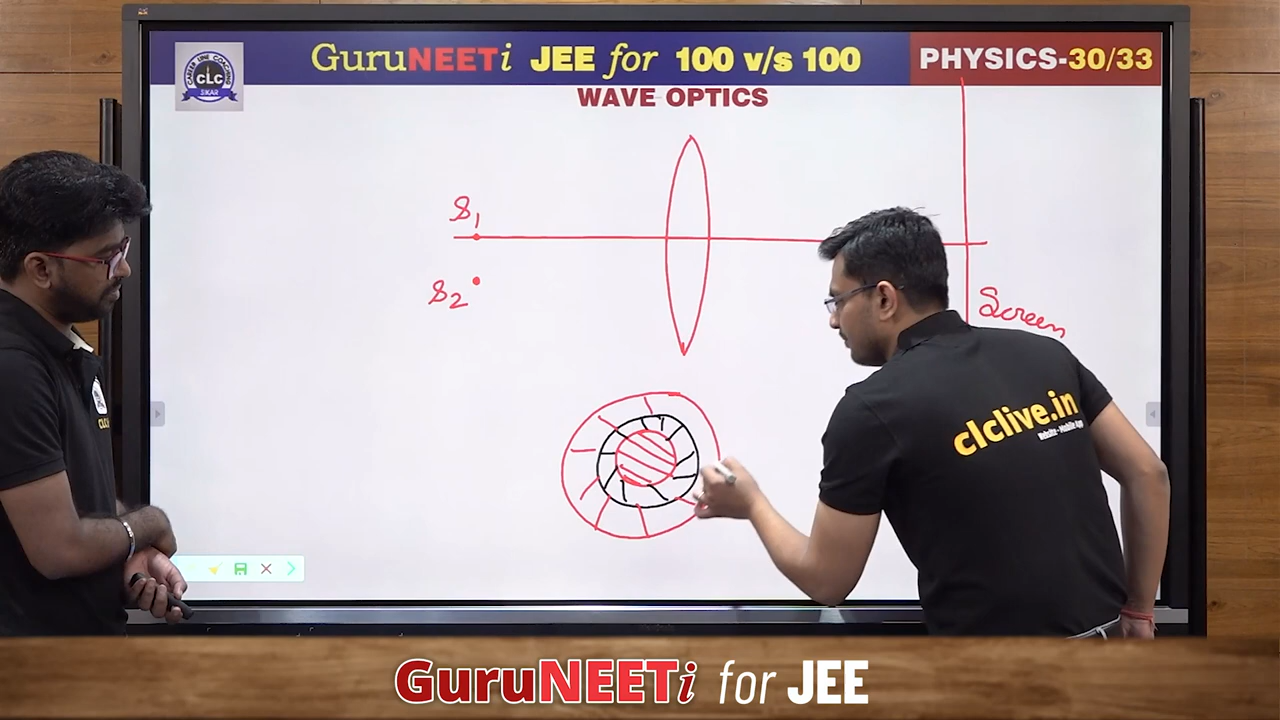 GuruNEETi JEE for 100 v/s 100
PHYSICS-30/33
CAREER LINE COACHING
CLC
SIKAR
WAVE OPTICS
S1
S2
Screen
clclive.in
Website - Mobile App
GuruNEETi for JEE